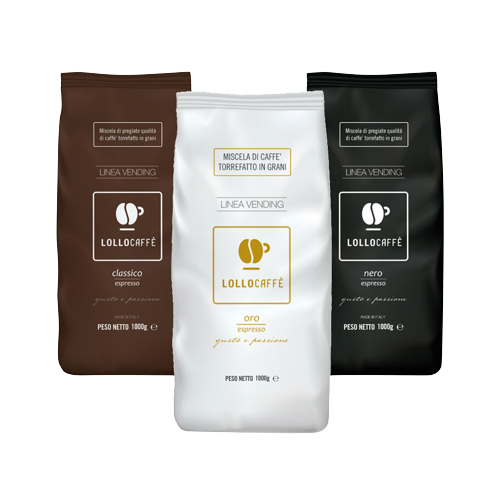 Miscela di pregiate qualità
di caffe' torrefatto in grani
LINEA VENDING
LOLLOCAFFÈ
classico
espresso
gusto e passione
MADE IN ITALY
PESO NETTO 1000g e
MISCELA DI CAFFE'
TORREFATTO IN GRANI
LINEA VENDING
LOLLOCAFFÈ
oro
espresso
gusto e passione
PESO NETTO 1000g e
Miscela di pregiate qualità
di caffe' torrefatto in grani
LINEA VENDING
LOLLOCAFFÈ
nero
espresso
gusto e passione
MADE IN ITALY
PESO NETTO 1000g e